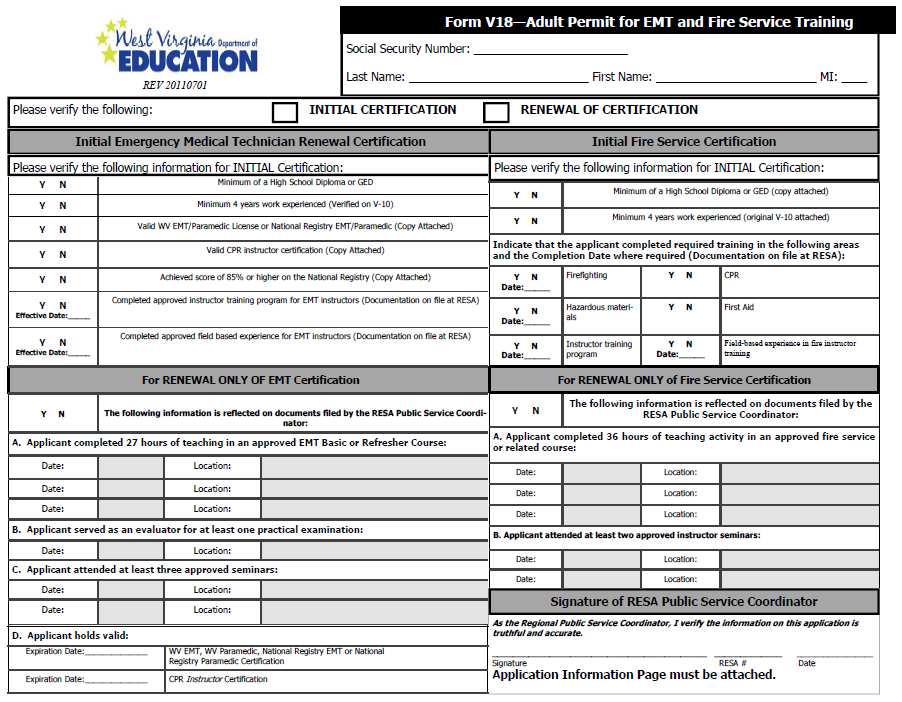 West Virginia Department of
EDUCATION
REV 20110701
Form V18—Adult Permit for EMT and Fire Service Training
Social Security Number: ____________________
Last Name: ____________________ First Name: ____________________ MI: ____
Please verify the following: INITIAL CERTIFICATION RENEWAL OF CERTIFICATION
Initial Emergency Medical Technician Renewal Certification
Please verify the following information for INITIAL Certification:
Y N Minimum of a High School Diploma or GED
Y N Minimum 4 years work experienced (Verified on V-10)
Y N Valid WV EMT/Paramedic License or National Registry EMT/Paramedic (Copy Attached)
Y N Valid CPR instructor certification (Copy Attached)
Y N Achieved score of 85% or higher on the National Registry (Copy Attached)
Y N Completed approved instructor training program for EMT instructors (Documentation on file at RESA)
Effective Date:_____
Y N Completed approved field based experience for EMT instructors (Documentation on file at RESA)
Effective Date:_____
For RENEWAL ONLY OF EMT Certification
Y N The following information is reflected on documents filed by the RESA Public Service Coordi-
nator:
A. Applicant completed 27 hours of teaching in an approved EMT Basic or Refresher Course:
Date: Location:
Date: Location:
Date: Location:
B. Applicant served as an evaluator for at least one practical examination:
Date: Location:
C. Applicant attended at least three approved seminars:
Date: Location:
Date: Location:
D. Applicant holds valid:
Expiration Date:______________ WV EMT, WV Paramedic, National Registry EMT or National
Registry Paramedic Certification
Expiration Date:______________ CPR Instructor Certification
Initial Fire Service Certification
Please verify the following information for INITIAL Certification:
Y N Minimum of a High School Diploma or GED (copy attached)
Y N Minimum 4 years work experienced (original V-10 attached)
Indicate that the applicant completed required training in the following areas
and the Completion Date where required (Documentation on file at RESA):
Y N Firefighting Y N CPR
Date:_____
Y N Hazardous materi- Y N First Aid
Date:_____ als
Y N Instructor training Y N Field-based experience in fire instructor
Date:_____ program Date:_____ training
For RENEWAL ONLY of Fire Service Certification
Y N The following information is reflected on documents filed by the
RESA Public Service Coordinator:
A. Applicant completed 36 hours of teaching activity in an approved fire service
or related course:
Date: Location:
Date: Location:
Date: Location:
B. Applicant attended at least two approved instructor seminars:
Date: Location:
Date: Location:
Signature of RESA Public Service Coordinator
As the Regional Public Service Coordinator, I verify the information on this application is
truthful and accurate.
Signature RESA # Date
Application Information Page must be attached.